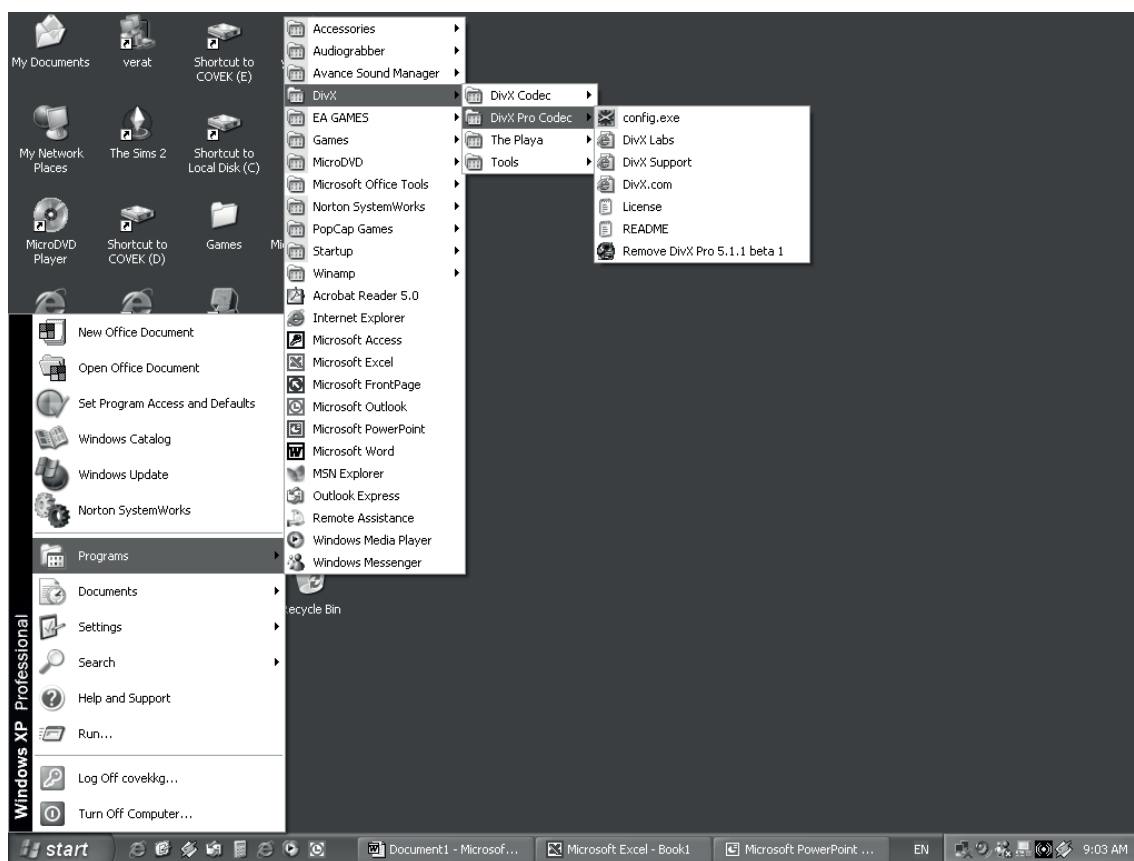 My Documents
verat
Shortcut to
COVEK (E)
My Network
Places
The Sims 2
Shortcut to
Local Disk (C)
MicroDVD
Player
Shortcut to
COVEK (D)
Games
Recycle Bin
New Office Document
Open Office Document
Set Program Access and Defaults
Windows Catalog
Windows Update
Norton SystemWorks
Programs
Documents
Settings
Search
Help and Support
Run...
Log Off covekkg...
Turn Off Computer...
Windows XP Professional
Accessories
Audiograbber
Avance Sound Manager
DivX
EA GAMES
Games
MicroDVD
Microsoft Office Tools
Norton SystemWorks
PopCap Games
Startup
Winamp
Acrobat Reader 5.0
Internet Explorer
Microsoft Access
Microsoft Excel
Microsoft FrontPage
Microsoft Outlook
Microsoft PowerPoint
Microsoft Word
MSN Explorer
Outlook Express
Remote Assistance
Windows Media Player
Windows Messenger
DivX Codec
DivX Pro Codec
The Playa
Tools
config.exe
DivX Labs
DivX Support
DivX.com
License
README
Remove DivX Pro 5.1.1 beta 1
start
Document1 - Microsof...
Microsoft Excel - Book1
Microsoft PowerPoint ...
EN
9:03 AM